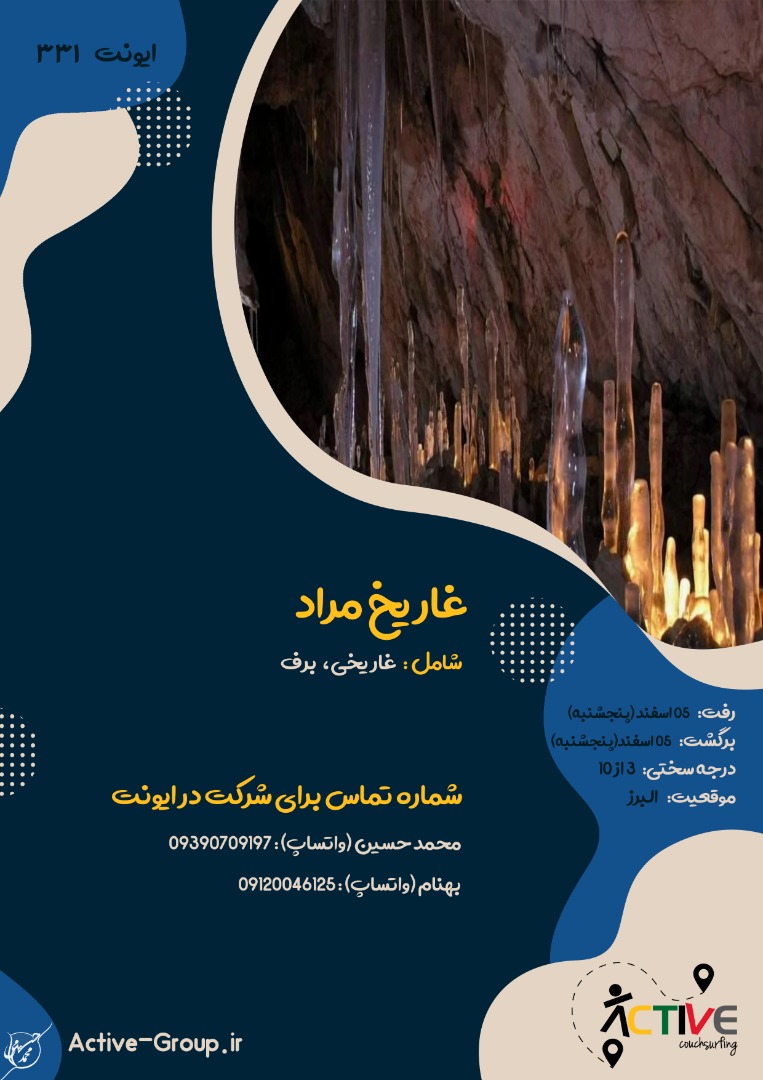 ایونت ۳۳۱
غار یخ مراد
شامل: غار یخی، برف
رفت: 05 اسفند (پنجشنبه)
برگشت: 05 اسفند(پنجشنبه)
درجه سختی: 3 از 10
موقعیت: البرز
شماره تماس برای شرکت در ایونت
محمد حسین (واتساپ): 09390709197
بهنام (واتساپ): 09120046125
ACTIVE
couchsurfing
Active-Group.ir